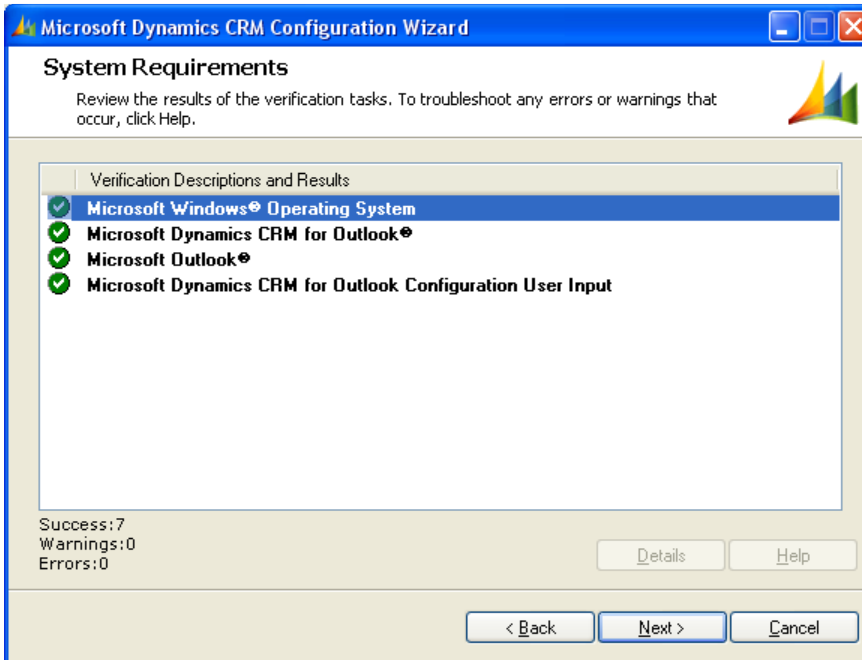 Microsoft Dynamics CRM Configuration Wizard
System Requirements
Review the results of the verification tasks. To troubleshoot any errors or warnings that
occur, click Help.
Verification Descriptions and Results
Microsoft Windows® Operating System
Microsoft Dynamics CRM for Outlook®
Microsoft Outlook®
Microsoft Dynamics CRM for Outlook Configuration User Input
Success:7
Warnings:0
Errors:0
Details Help
< Back Next > Cancel